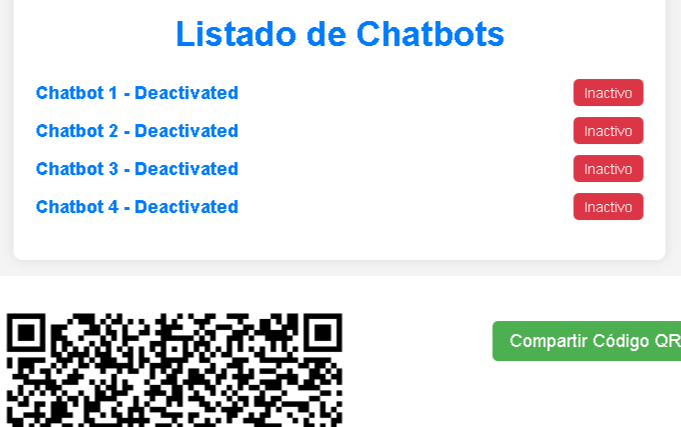 Listado de Chatbots
Chatbot 1 - Deactivated Inactivo
Chatbot 2 - Deactivated Inactivo
Chatbot 3 - Deactivated Inactivo
Chatbot 4 - Deactivated Inactivo
Compartir Código QR